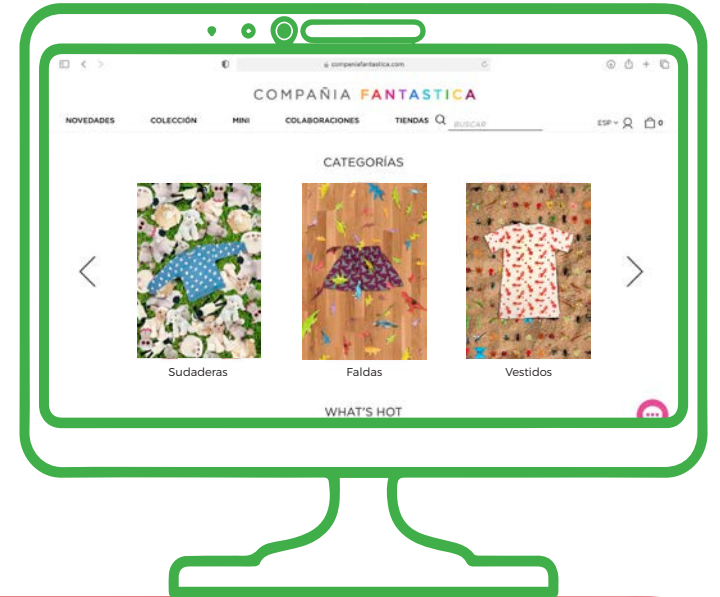 companiafantastica.com
COMPAÑIA FANTASTICA
NOVEDADES COLECCIÓN MINI COLABORACIONES TIENDAS BUSCAR ESP 0
CATEGORÍAS
Sudaderas Faldas Vestidos
WHAT'S HOT